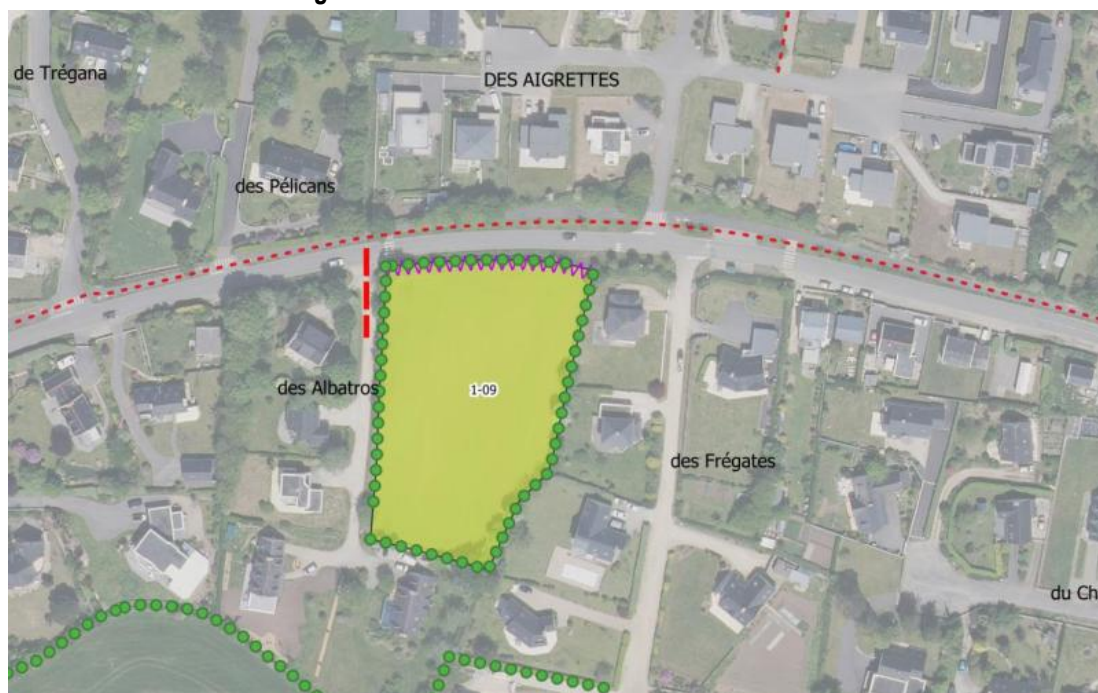 de Trégana
DES AIGRETTES
des Pélicans
des Albatros
1-09
des Frégates
du Ch